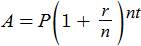 A = P(1 + r/n)^{nt}